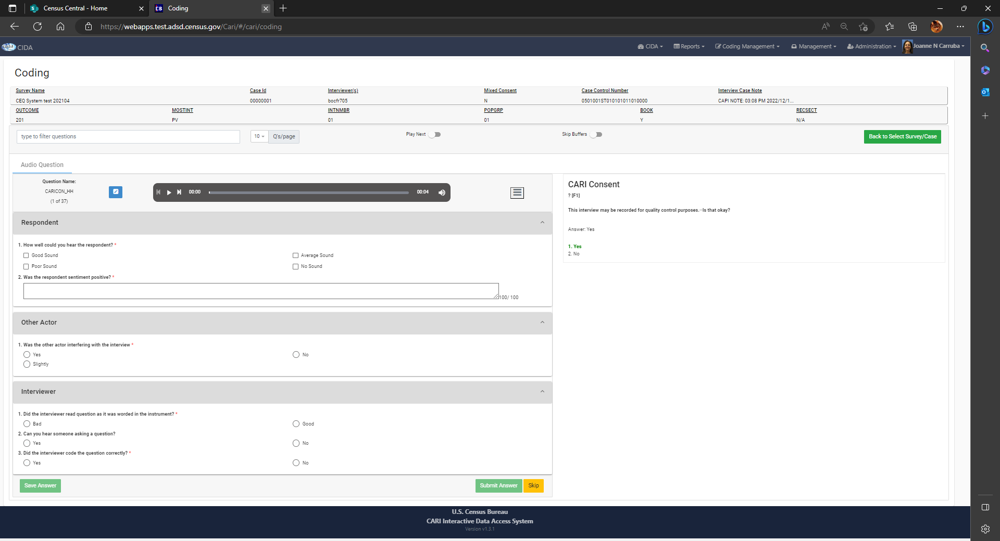 Census Central - Home
Coding
https://webapps.test.adsd.census.gov/Cari/#/cari/coding
CIDA
CIDA
Reports
Coding Management
Management
Administration
Joanne N Carruba
Coding
Survey Name
Case Id
Interviewer(s)
Mixed Consent
Case Control Number
Interview Case Note
CEQ System test 202104
00000001
bocfr705
N
0501001ST010101011010000
CAPI NOTE: 03:08 PM 2022/12/1...
OUTCOME
MOSTINT
INTNMBR
POPGRP
BOOK
RECSECT
201
PV
01
01
Y
N/A
type to filter questions
10
Q's/page
Play Next
Skip Buffers
Back to Select Survey/Case
Audio Question
Question Name:
CARICON_HH
(1 of 37)
00:00
00:04
Respondent
1. How well could you hear the respondent? *
Good Sound
Average Sound
Poor Sound
No Sound
2. Was the respondent sentiment positive? *
100/ 100
Other Actor
1. Was the other actor interfering with the interview *
Yes
No
Slightly
Interviewer
1. Did the interviewer read question as it was worded in the instrument? *
Bad
Good
2. Can you hear someone asking a question?
Yes
No
3. Did the interviewer code the question correctly? *
Yes
No
Save Answer
Submit Answer
Skip
CARI Consent
? [F1]
This interview may be recorded for quality control purposes.··Is that okay?
Answer: Yes
1. Yes
2. No
U.S. Census Bureau
CARI Interactive Data Access System
Version v1.3.1